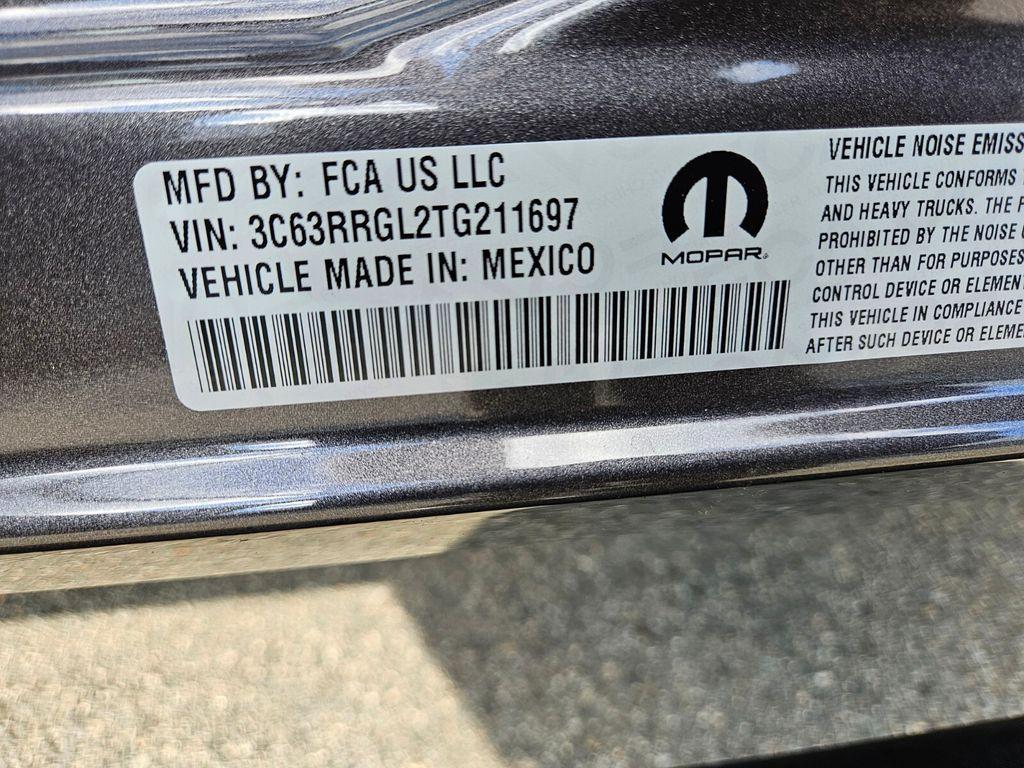 MFD BY: FCA US LLC
VIN: 3C63RRGL2TG211697
VEHICLE MADE IN: MEXICO
MOPAR®
VEHICLE NOISE EMISS
THIS VEHICLE CONFORMS
AND HEAVY TRUCKS. THE
PROHIBITED BY THE NOISE
OTHER THAN FOR PURPOSES
CONTROL DEVICE OR ELEMEN
THIS VEHICLE IN COMPLIANCE
AFTER SUCH DEVICE OR ELEME